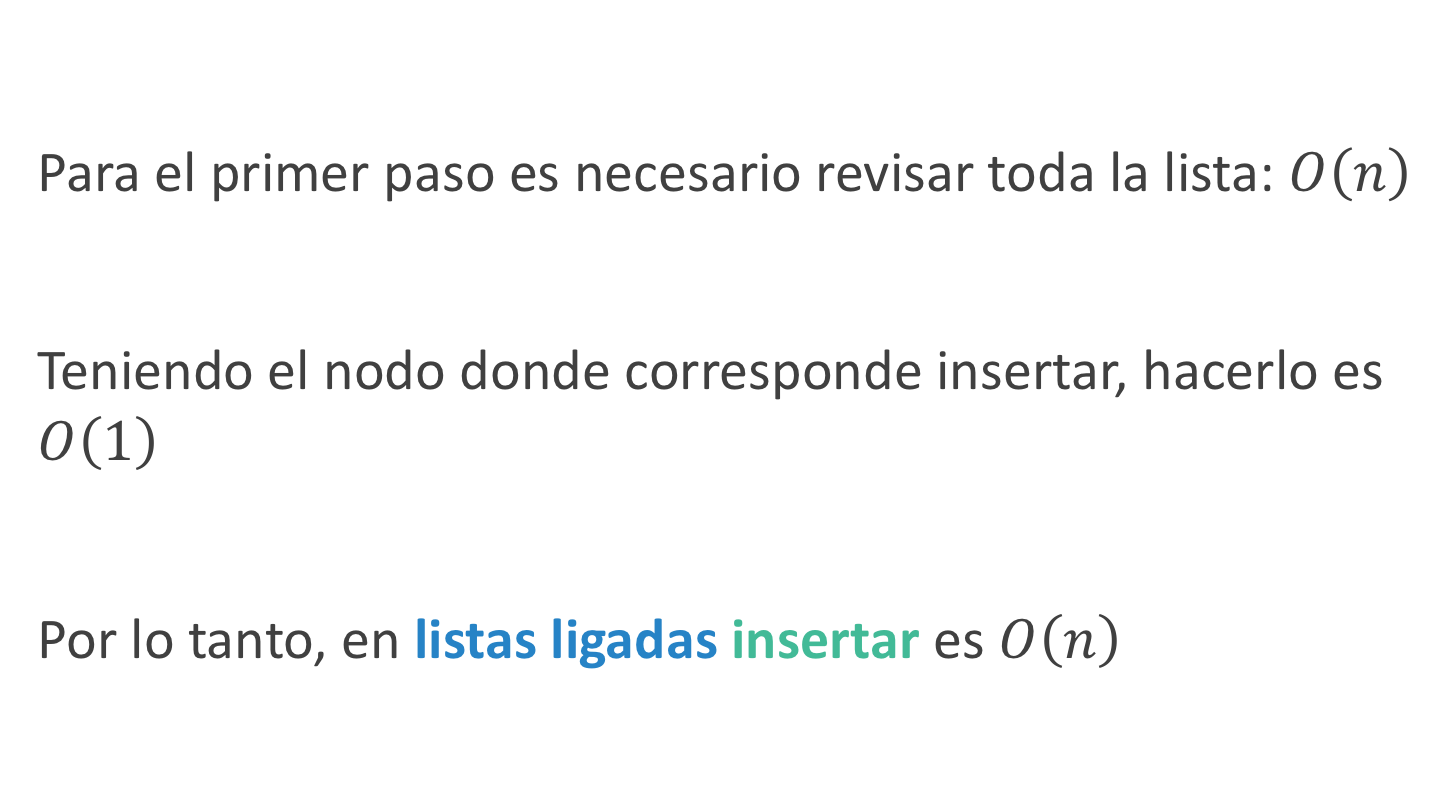 Para el primer paso es necesario revisar toda la lista: O(n)
Teniendo el nodo donde corresponde insertar, hacerlo es
O(1)
Por lo tanto, en listas ligadas insertar es O(n)